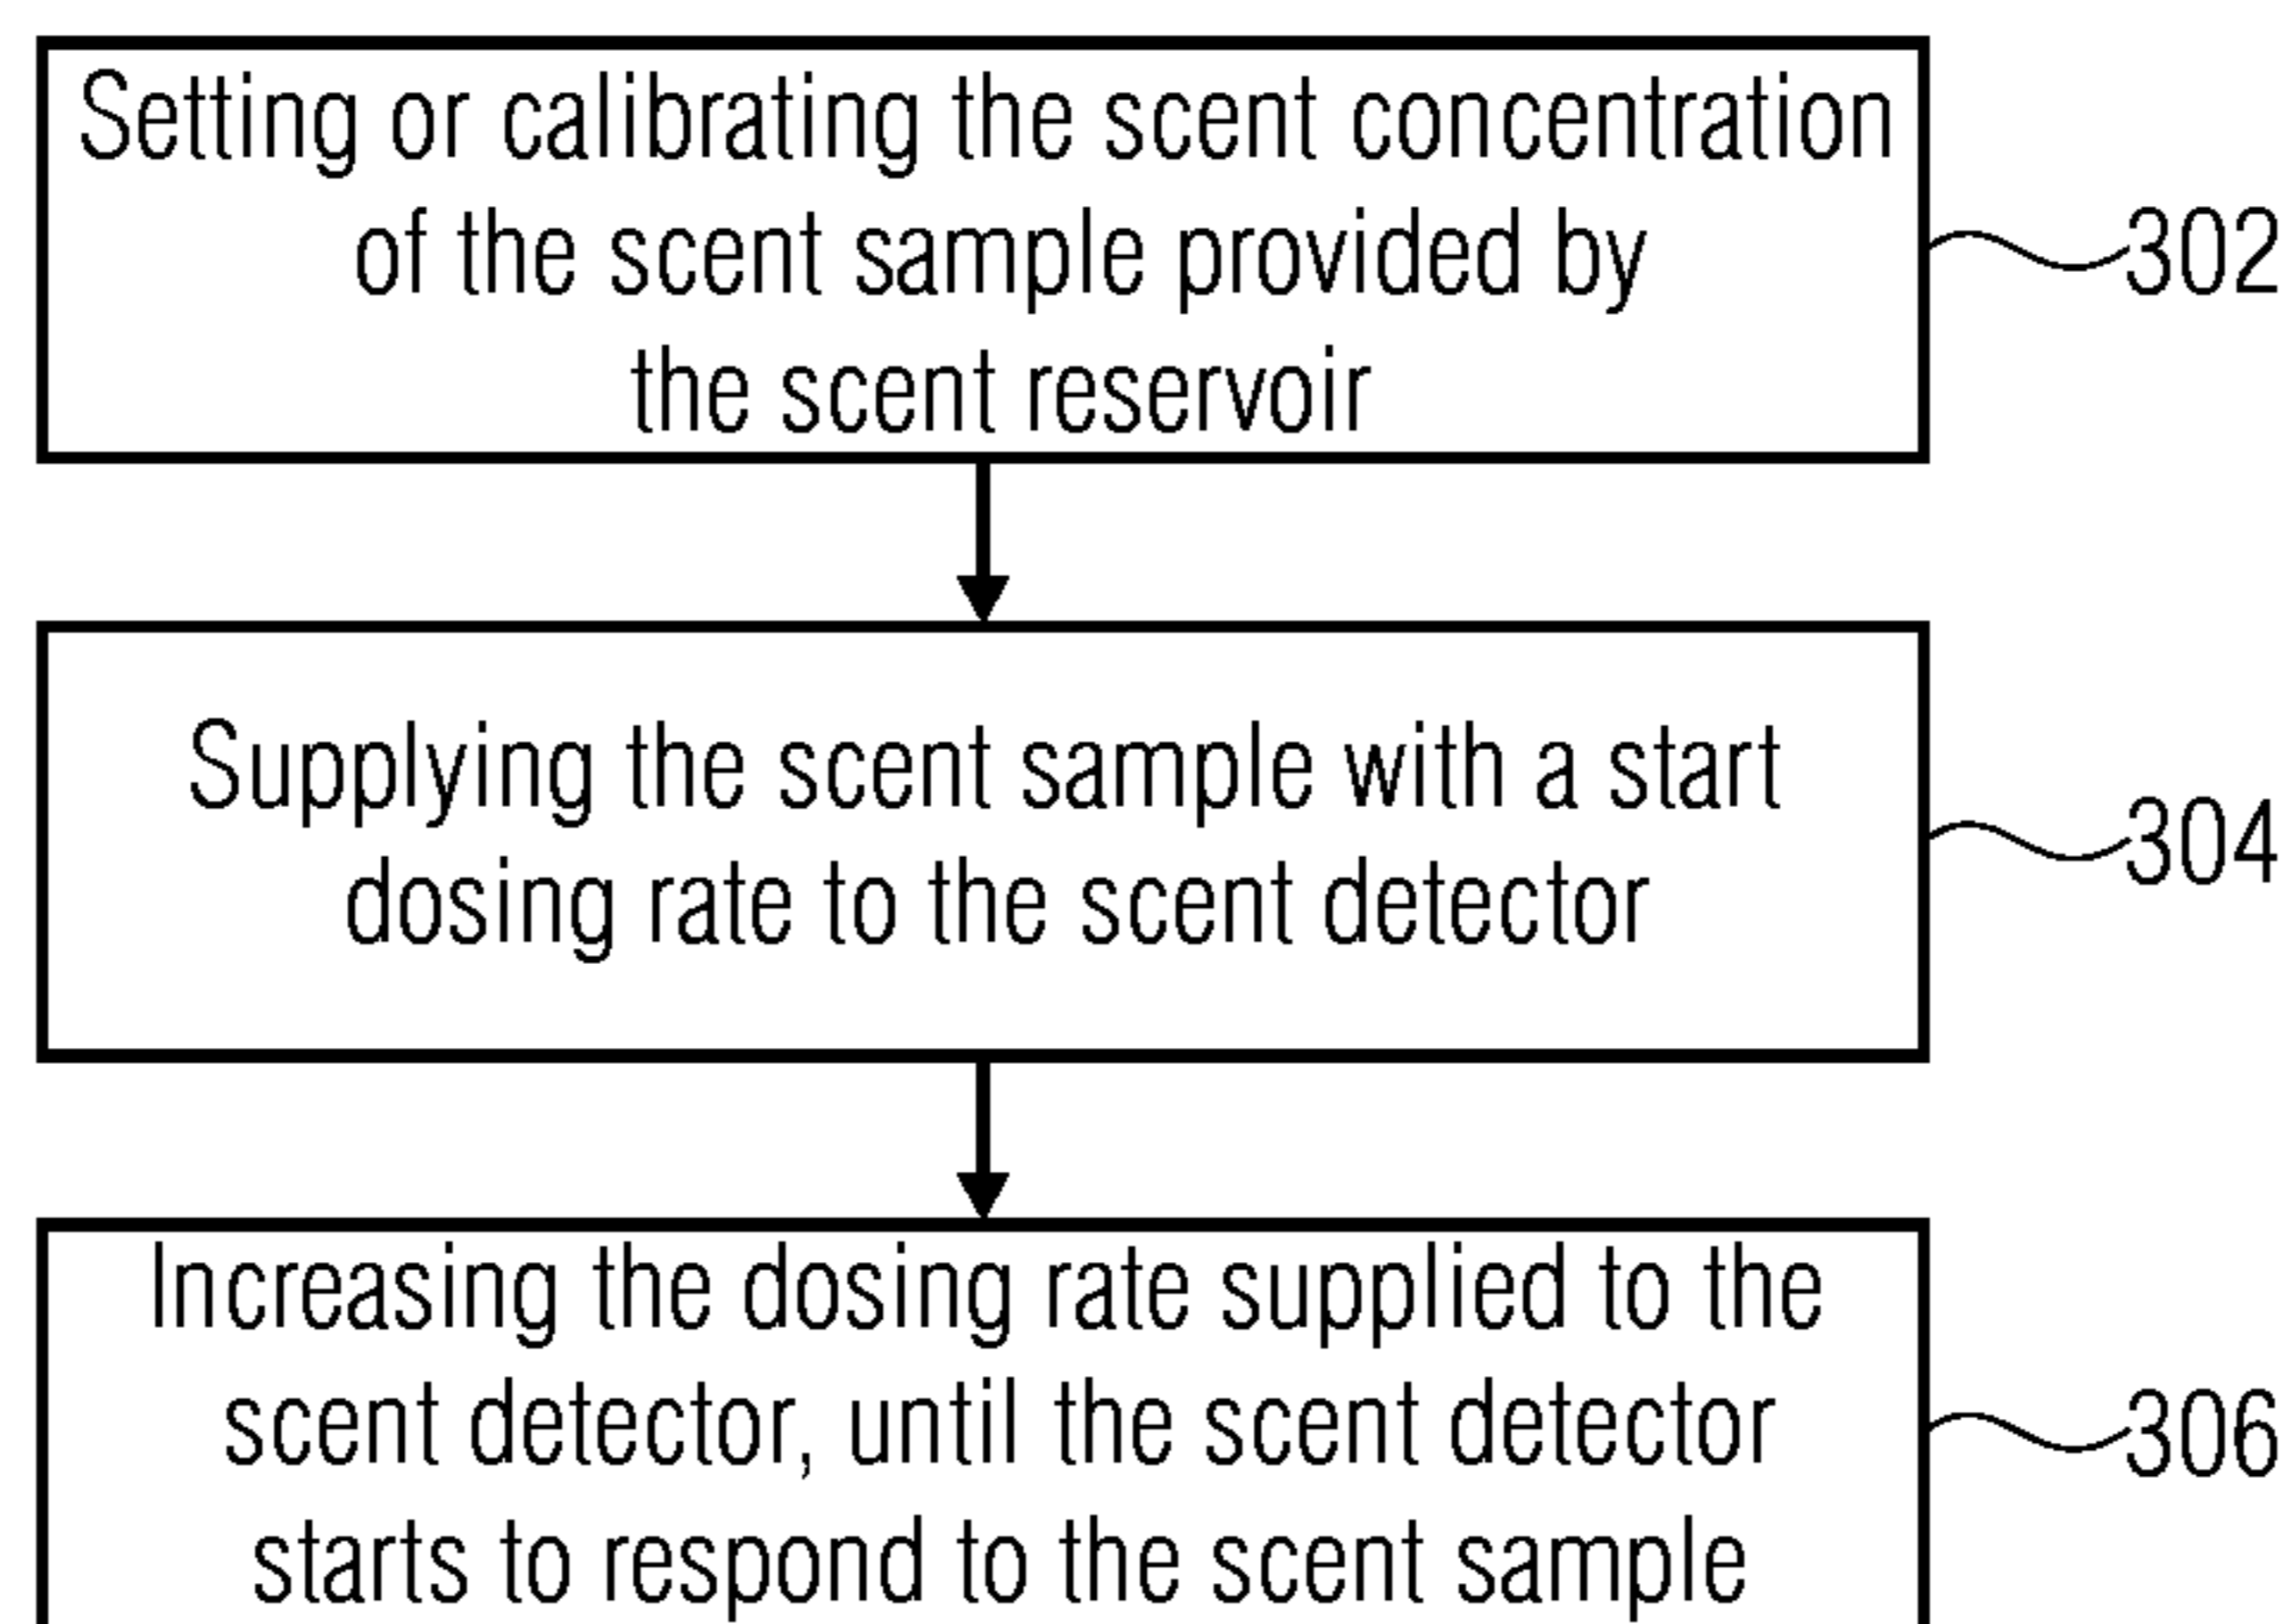 Setting or calibrating the scent concentration
of the scent sample provided by
the scent reservoir
302
Supplying the scent sample with a start
dosing rate to the scent detector
304
Increasing the dosing rate supplied to the
scent detector, until the scent detector
starts to respond to the scent sample
306